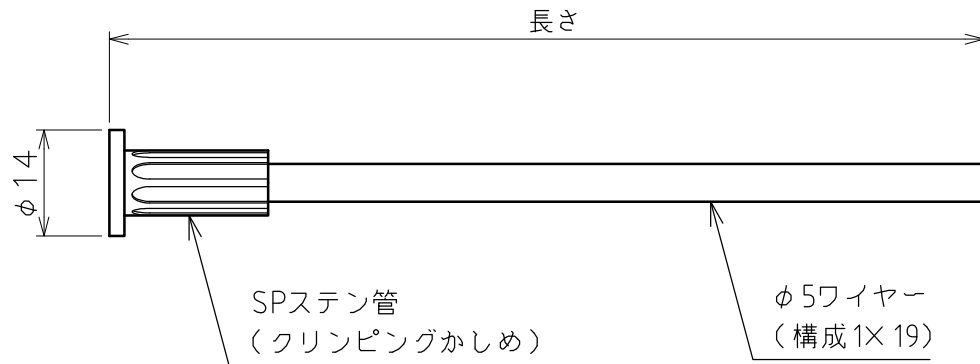 長さ
φ14
SPステン管
(クリンピングかしめ)
φ5ワイヤー
(構成1×19)